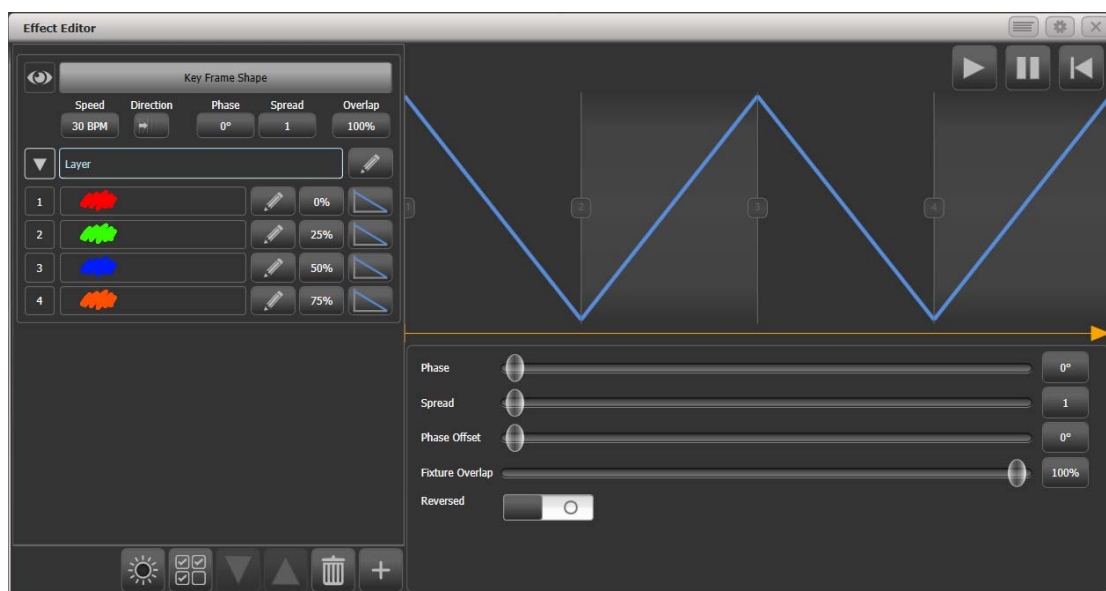 Effect Editor
Key Frame Shape
Speed Direction Phase Spread Overlap
30 BPM 0° 1 100%
Layer
1 0%
2 25%
3 50%
4 75%
1 2 3 4
Phase 0°
Spread 1
Phase Offset 0°
Fixture Overlap 100%
Reversed